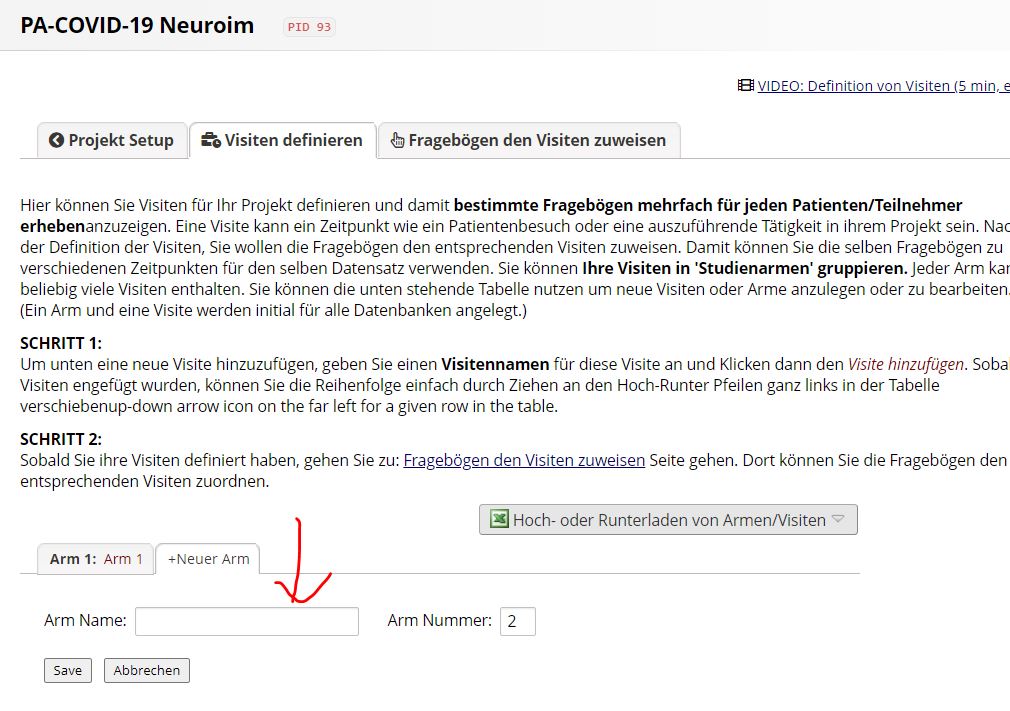 PA-COVID-19 Neuroim PID 93
VIDEO: Definition von Visiten (5 min, e
Projekt Setup Visiten definieren Fragebögen den Visiten zuweisen
Hier können Sie Visiten für Ihr Projekt definieren und damit bestimmte Fragebögen mehrfach für jeden Patienten/Teilnehmer
erhebenanzuzeigen. Eine Visite kann ein Zeitpunkt wie ein Patientenbesuch oder eine auszuführende Tätigkeit in ihrem Projekt sein. Nac
der Definition der Visiten, Sie wollen die Fragebögen den entsprechenden Visiten zuweisen. Damit können Sie die selben Fragebögen zu
verschiedenen Zeitpunkten für den selben Datensatz verwenden. Sie können Ihre Visiten in 'Studienarmen' gruppieren. Jeder Arm kan
beliebig viele Visiten enthalten. Sie können die unten stehende Tabelle nutzen um neue Visiten oder Arme anzulegen oder zu bearbeiten.
(Ein Arm und eine Visite werden initial für alle Datenbanken angelegt.)
SCHRITT 1:
Um unten eine neue Visite hinzuzufügen, geben Sie einen Visitennamen für diese Visite an und Klicken dann den Visite hinzufügen. Sobal
Visiten engefügt wurden, können Sie die Reihenfolge einfach durch Ziehen an den Hoch-Runter Pfeilen ganz links in der Tabelle
verschiebenup-down arrow icon on the far left for a given row in the table.
SCHRITT 2:
Sobald Sie ihre Visiten definiert haben, gehen Sie zu: Fragebögen den Visiten zuweisen Seite gehen. Dort können Sie die Fragebögen den
entsprechenden Visiten zuordnen.
Hoch- oder Runterladen von Armen/Visiten
Arm 1: Arm 1 +Neuer Arm
Arm Name: Arm Nummer: 2
Save Abbrechen